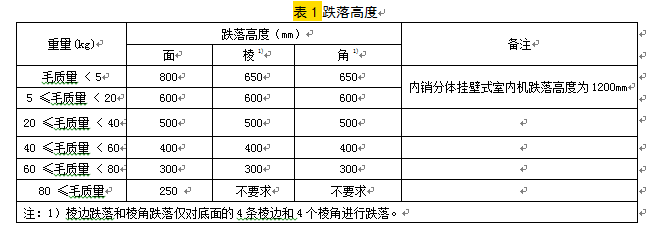 表 1 跌落高度
重量(kg) 跌落高度（mm） 备注
面 棱1) 角1)
毛质量 < 5 800 650 650 内销分体挂壁式室内机跌落高度为1200mm
5 ≤毛质量 < 20 600 600 600
20 ≤毛质量 < 40 500 500 500
40 ≤毛质量 < 60 400 400 400
60 ≤毛质量 < 80 300 300 300
80 ≤毛质量 250 不要求 不要求
注：1）棱边跌落和棱角跌落仅对底面的4条棱边和4个棱角进行跌落。